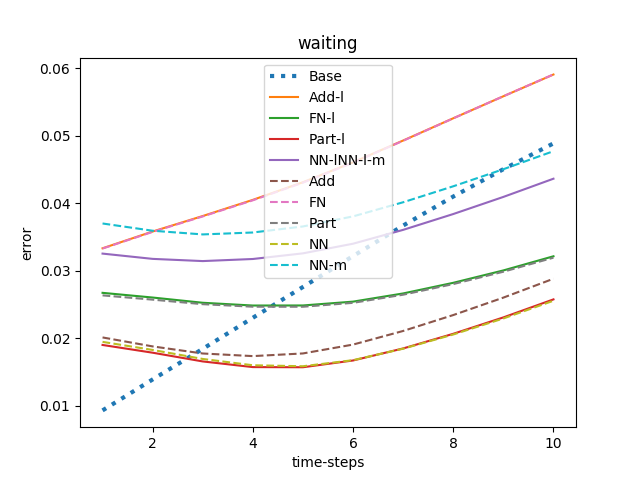 waiting
0.06
0.05
0.04
0.03
0.02
0.01
error
Base
Add-l
FN-l
Part-l
NN-lNN-l-m
Add
FN
Part
NN
NN-m
2
4
6
8
10
time-steps